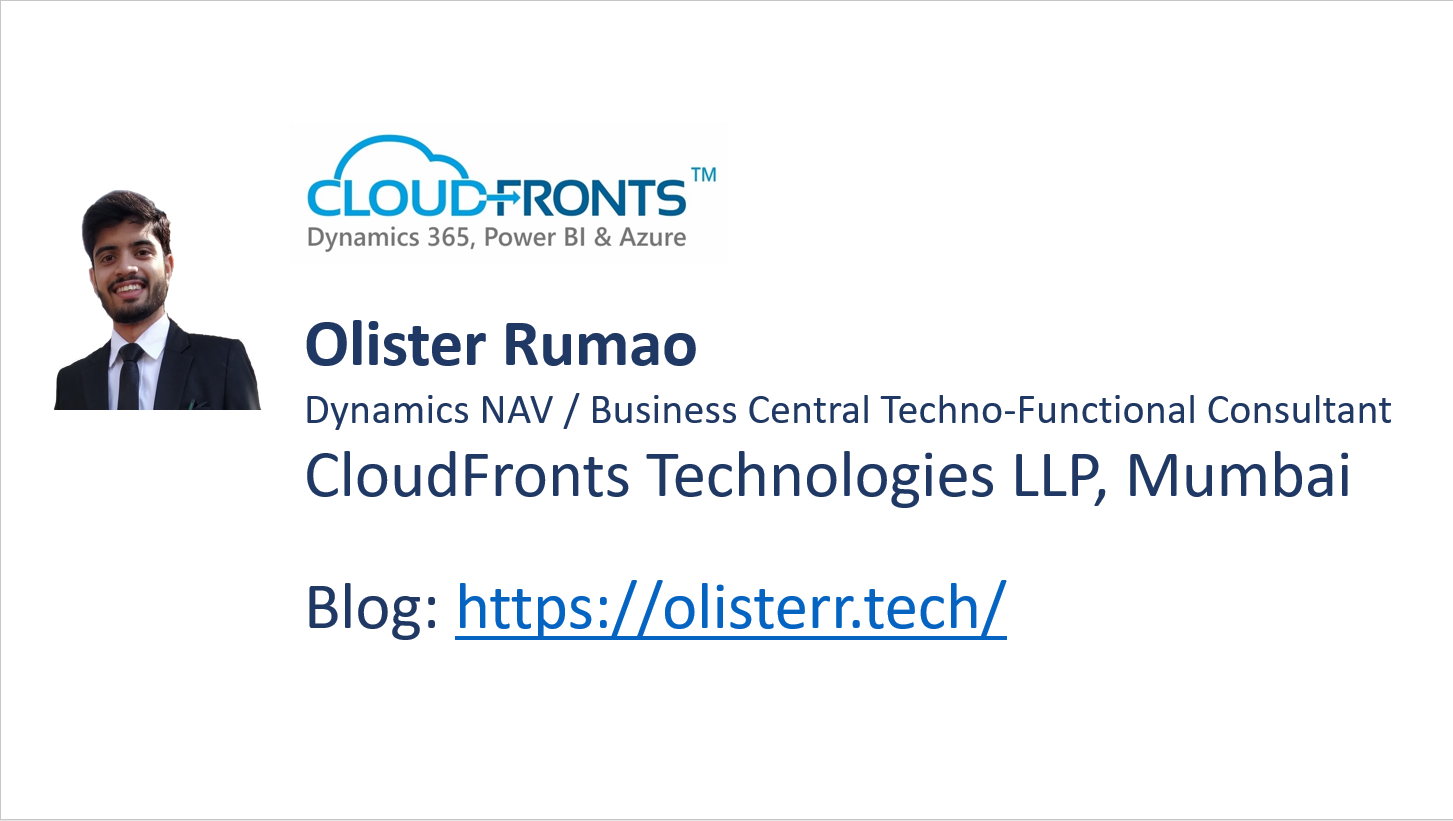 CLOUDFRONTS™
Dynamics 365, Power BI & Azure
Olister Rumao
Dynamics NAV / Business Central Techno-Functional Consultant
CloudFronts Technologies LLP, Mumbai
Blog: https://olisterr.tech/